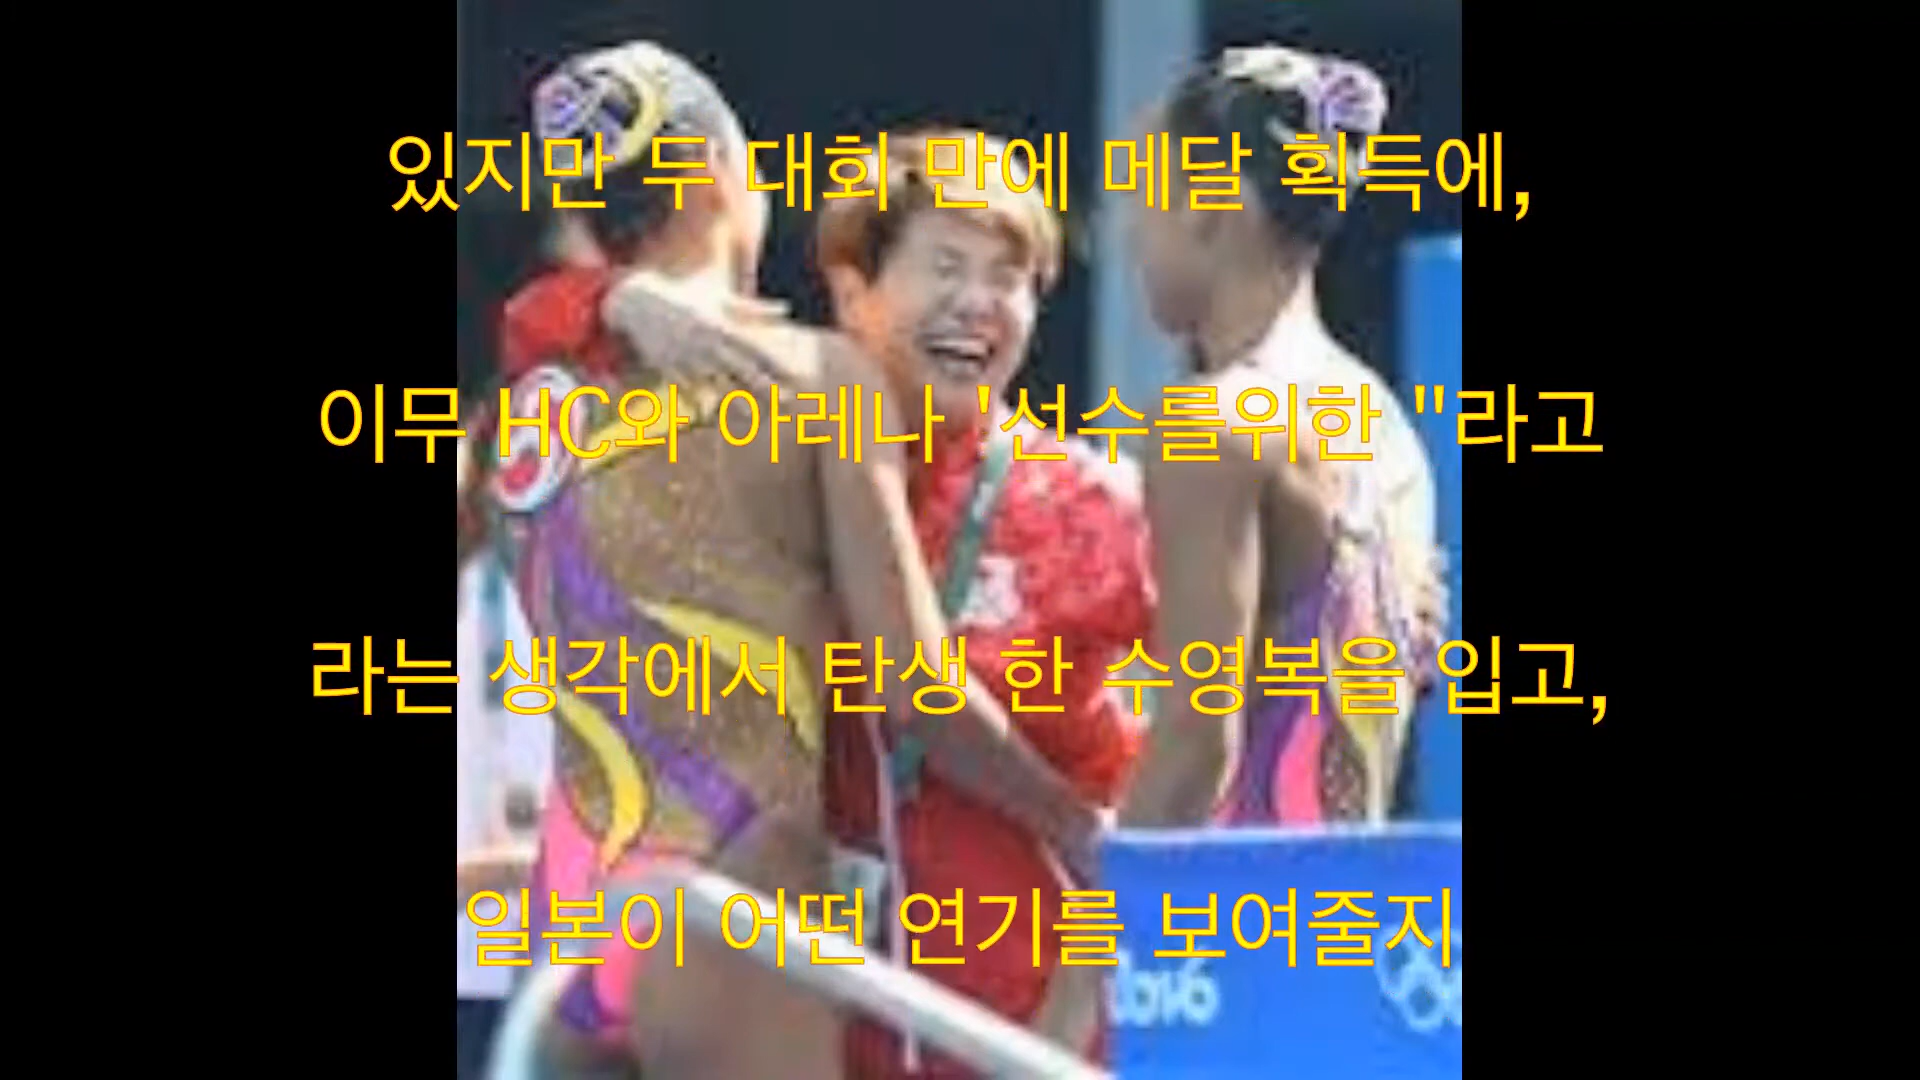 있지만 두 대회 만에 메달 획득에,
이무 HC와 아레나 '선수를위한 "라고
라는 생각에서 탄생 한 수영복을 입고,
일본이 어떤 연기를 보여줄지
2016